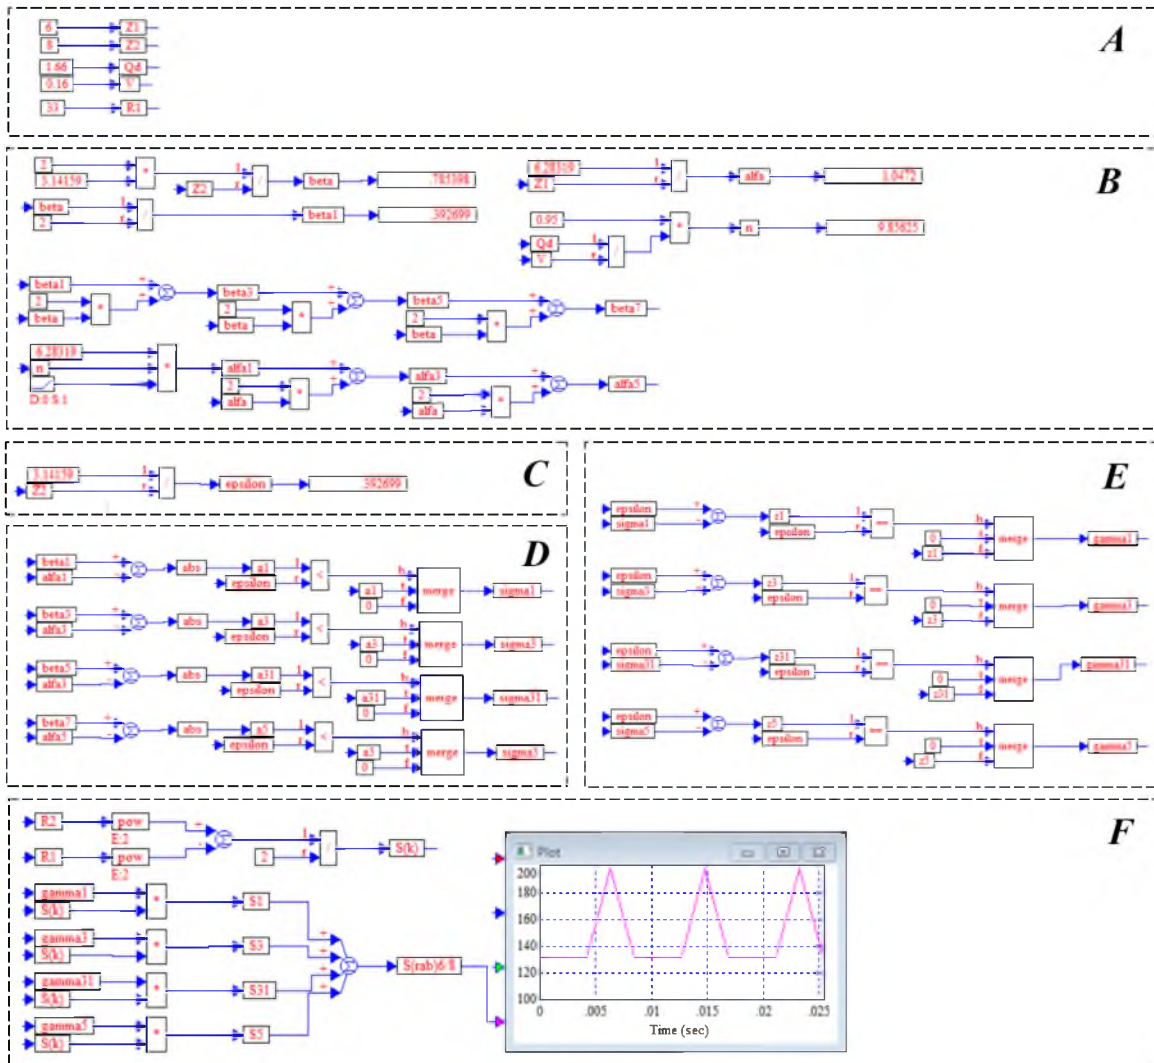 A
6 Z1
8 Z2
1.66 Qd
0.16 V
33 R1
B
2
3.14159
*
Z2
l
r
/
beta
.785398
beta
2
l
r
/
beta1
.392699
6.28319
Z1
l
r
/
alfa
1.0472
0.95
Qd
V
l
r
/
*
n
9.85625
beta1
2
beta
*
+
+
Σ
beta3
2
beta
*
+
+
Σ
beta5
2
beta
*
+
+
Σ
beta7
6.28319
n
D:0 S:1
*
alfa1
2
alfa
*
+
+
Σ
alfa3
2
alfa
*
+
+
Σ
alfa5
C
3.14159
Z2
l
r
/
epsilon
.392699
D
beta1
alfa1
+
-
Σ
abs
a1
epsilon
l
r
<
a1
0
b
t
f
merge
sigma1
beta3
alfa3
+
-
Σ
abs
a3
epsilon
l
r
<
a3
0
b
t
f
merge
sigma3
beta5
alfa3
+
-
Σ
abs
a31
epsilon
l
r
<
a31
0
b
t
f
merge
sigma31
beta7
alfa5
+
-
Σ
abs
a5
epsilon
l
r
<
a5
0
b
t
f
merge
E
epsilon
sigma1
+
-
Σ
z1
epsilon
l
r
==
0
z1
b
t
f
merge
gamma1
epsilon
sigma3
+
-
Σ
z3
epsilon
l
r
==
0
z3
b
t
f
merge
gamma3
epsilon
sigma31
+
-
Σ
z31
epsilon
l
r
==
0
z31
b
t
f
merge
gamma31
epsilon
sigma5
+
-
Σ
z5
epsilon
l
r
==
0
z5
b
t
f
merge
gamma5
F
R2
pow
E:2
R1
pow
E:2
+
-
Σ
2
l
r
/
S(k)
gamma1
S(k)
*
S1
gamma3
S(k)
*
S3
gamma31
S(k)
*
S31
gamma5
S(k)
*
S5
+
+
+
+
Σ
S(rab)6/8
Plot
200
180
160
140
120
100
0 .005 .01 .015 .02 .025
Time (sec)